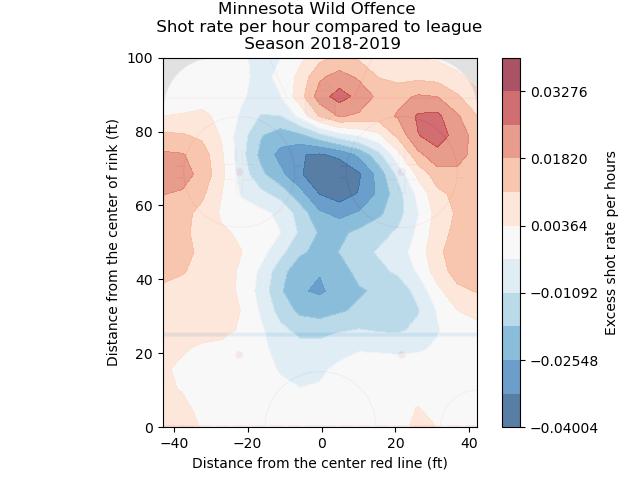 Minnesota Wild Offence
Shot rate per hour compared to league
Season 2018-2019
100
80
60
40
20
0
−40
−20
0
20
40
Distance from the center of rink (ft)
Distance from the center red line (ft)
0.03276
0.01820
0.00364
−0.01092
−0.02548
−0.04004
Excess shot rate per hours